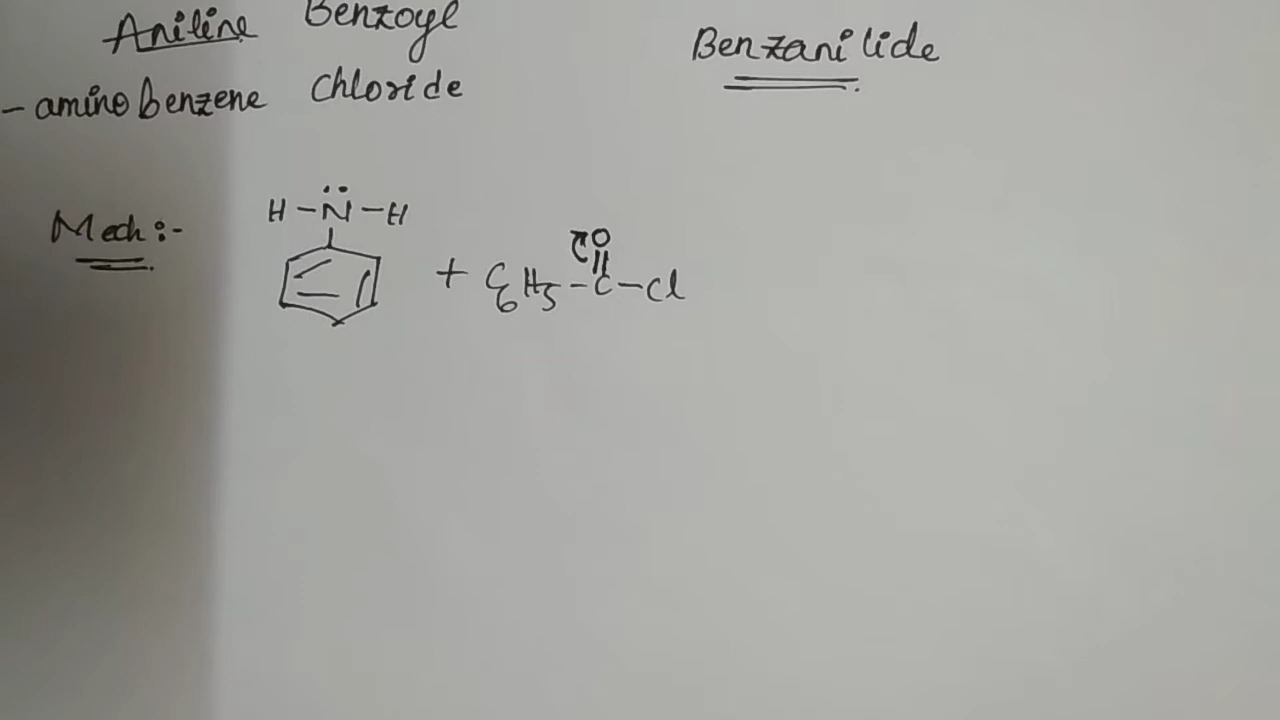 Aniline Benzoyl
- aminobenzene Chloride
Benzanilide
Mech :-
H - N̈ - H
+ C6H5 - C - Cl
O